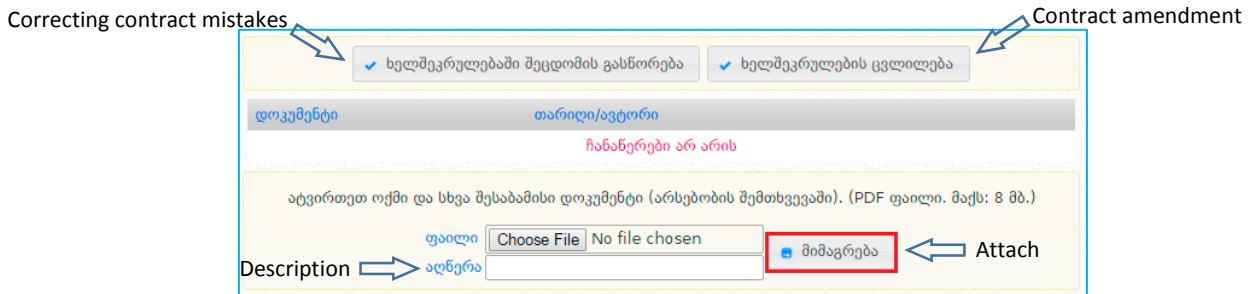 Correcting contract mistakes
Contract amendment
ხელშეკრულებაში შეცდომის გასწორება
ხელშეკრულების ცვლილება
დოკუმენტი თარიღი/ავტორი
ჩანაწერები არ არის
ატვირთეთ ოქმი და სხვა შესაბამისი დოკუმენტი (არსებობის შემთხვევაში). (PDF ფაილი. მაქს: 8 მბ.)
ფაილი Choose File No file chosen
მიმაგრება Attach
Description აღწერა